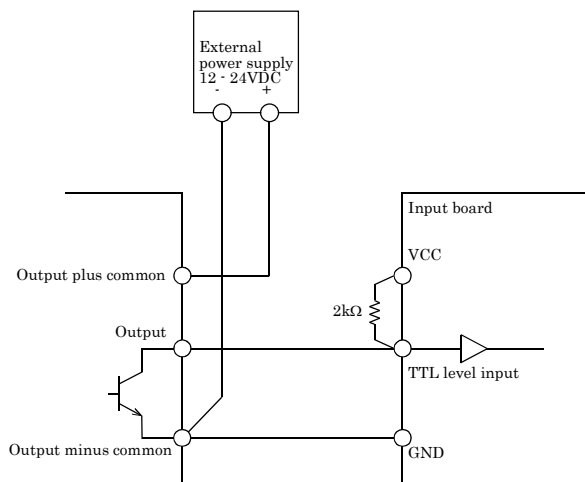 External
power supply
12 - 24VDC
- +
Input board
VCC
Output plus common
2kΩ
Output
TTL level input
Output minus common
GND